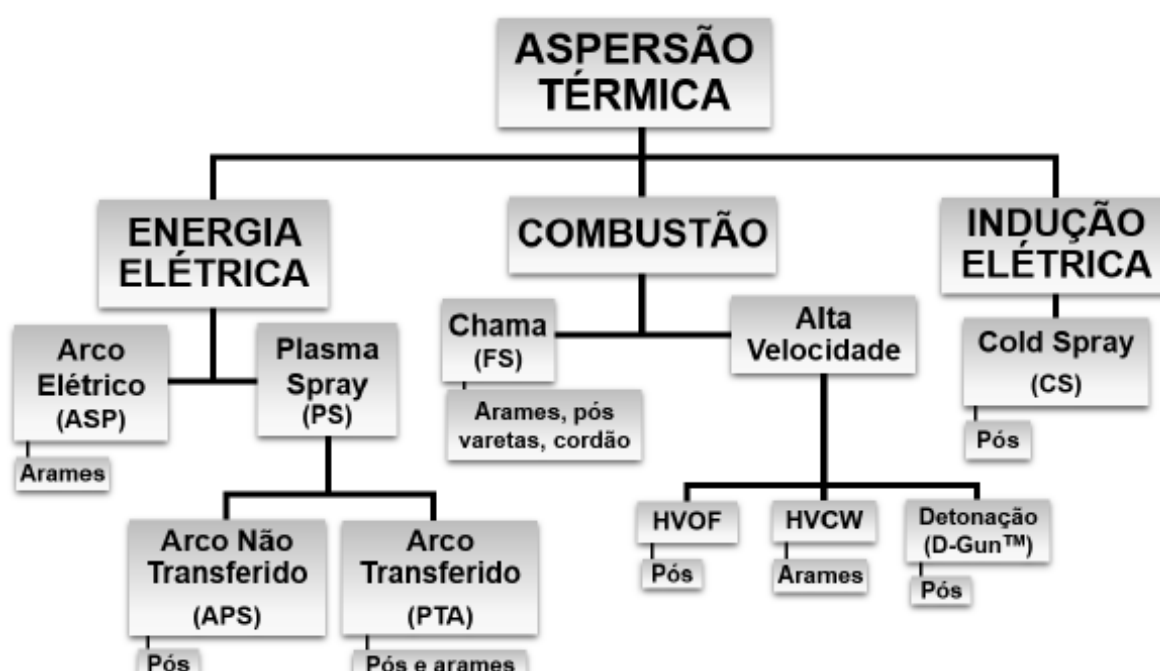 ASPERSÃO
TÉRMICA
ENERGIA
ELÉTRICA
COMBUSTÃO
INDUÇÃO
ELÉTRICA
Arco
Elétrico
(ASP)
Arames
Plasma
Spray
(PS)
Chama
(FS)
Arames, pós
varetas, cordão
Alta
Velocidade
Cold Spray
(CS)
Pós
Arco Não
Transferido
(APS)
Pós
Arco
Transferido
(PTA)
Pós e arames
HVOF
Pós
HVCW
Arames
Detonação
(D-Gun™)
Pós